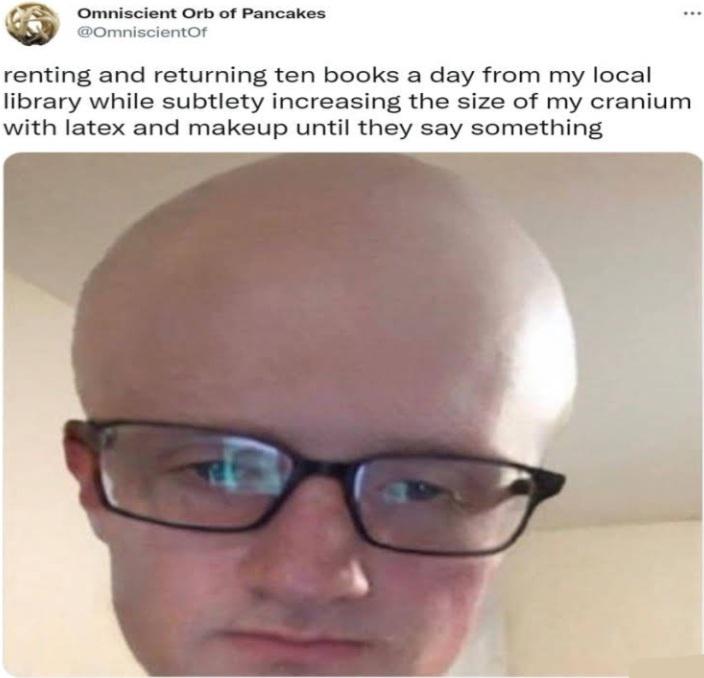 Omniscient Orb of Pancakes
@OmniscientOf
renting and returning ten books a day from my local
library while subtlety increasing the size of my cranium
with latex and makeup until they say something